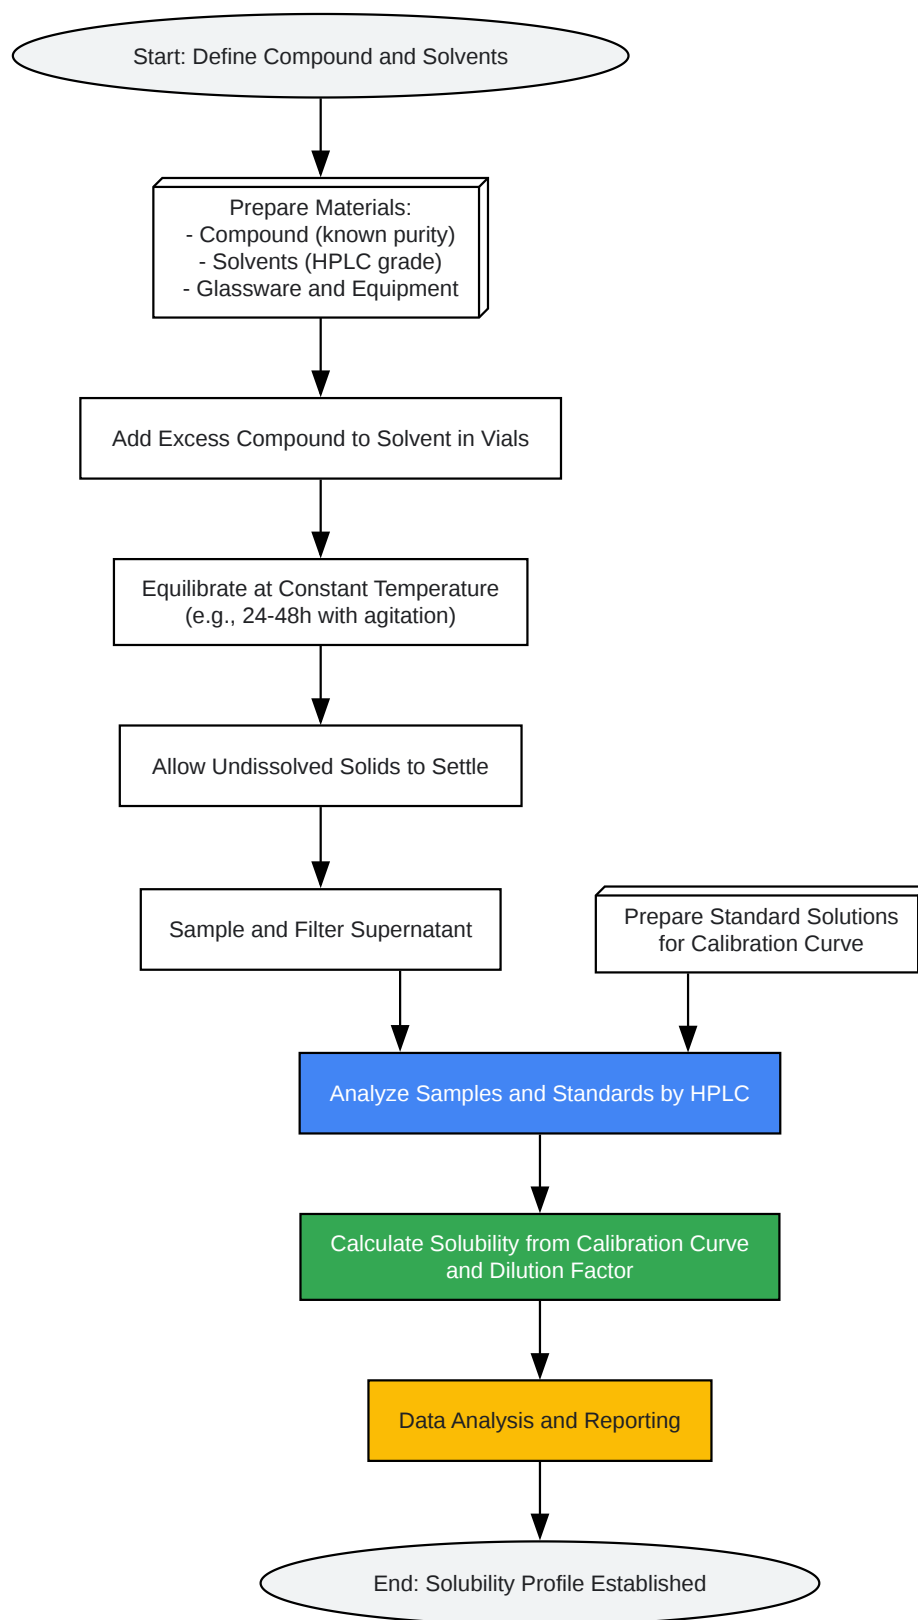 Start: Define Compound and Solvents
Prepare Materials:
- Compound (known purity)
- Solvents (HPLC grade)
- Glassware and Equipment
Add Excess Compound to Solvent in Vials
Equilibrate at Constant Temperature
(e.g., 24-48h with agitation)
Allow Undissolved Solids to Settle
Sample and Filter Supernatant
Prepare Standard Solutions
for Calibration Curve
Analyze Samples and Standards by HPLC
Calculate Solubility from Calibration Curve
and Dilution Factor
Data Analysis and Reporting
End: Solubility Profile Established